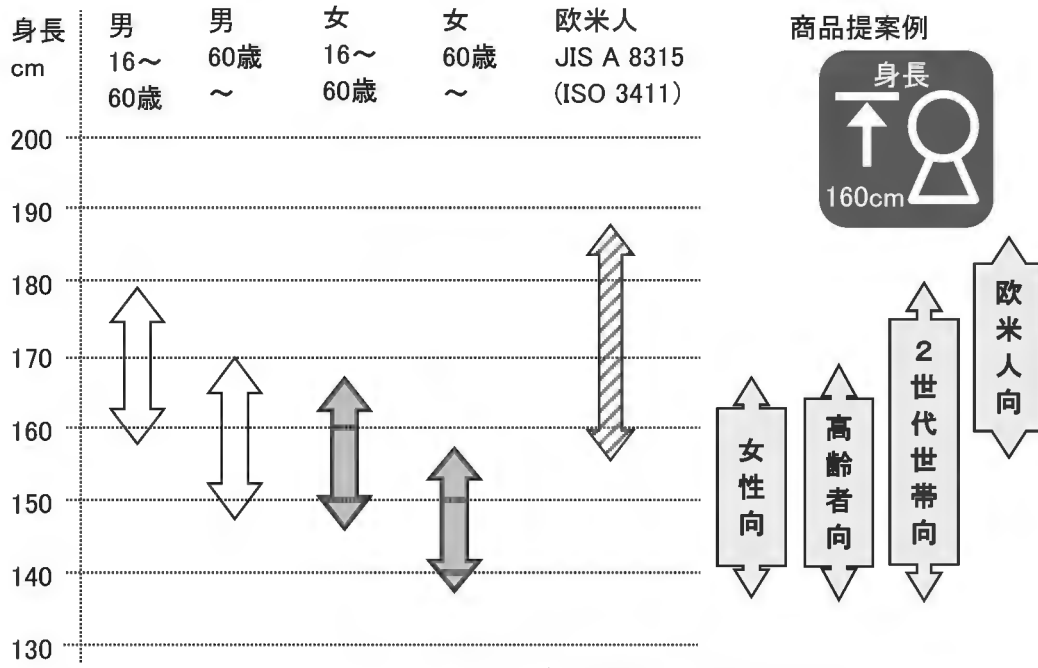 身長
cm
男
16～
60歳
男
60歳
～
女
16～
60歳
女
60歳
～
欧米人
JIS A 8315
(ISO 3411)
商品提案例
身長
160cm
200
190
180
170
160
150
140
130
女性向
高齢者向
2世代世帯向
欧米人向